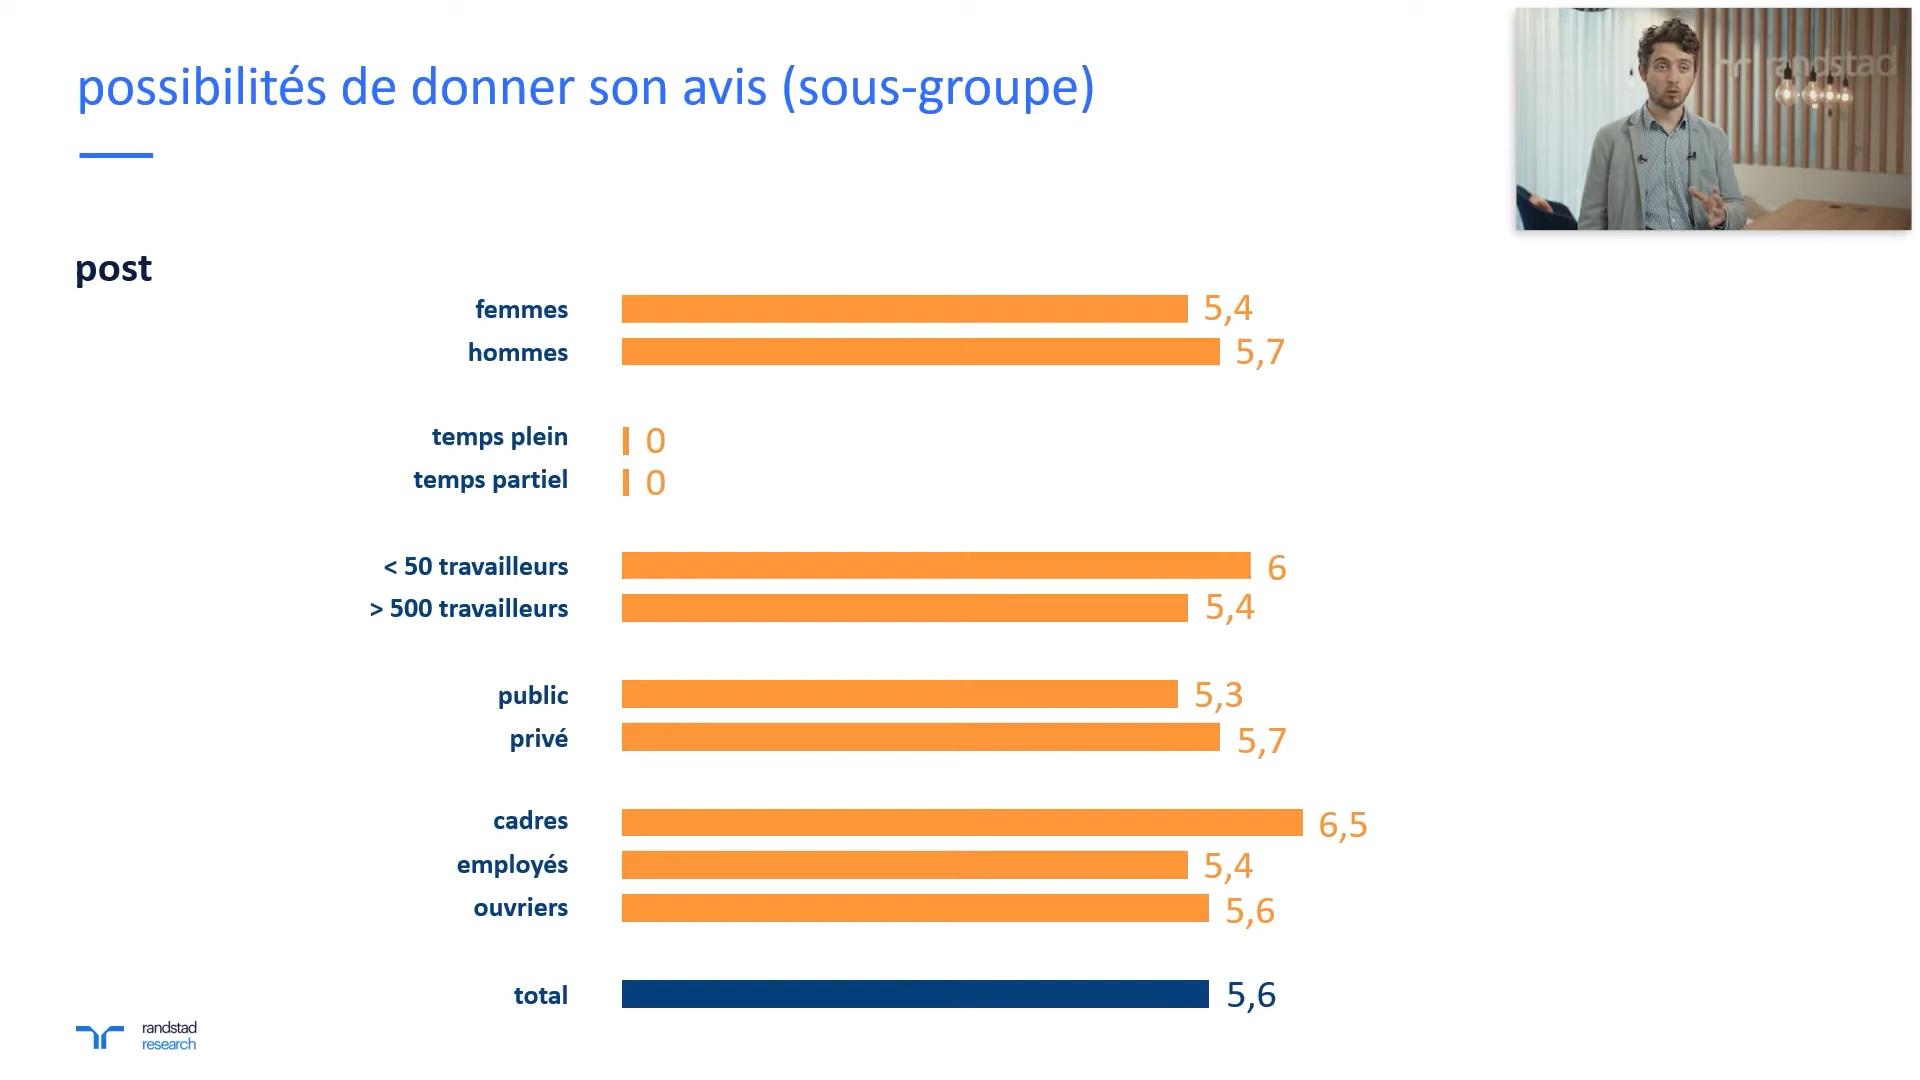 possibilités de donner son avis (sous-groupe)
randstad
post
femmes 5,4
hommes 5,7
temps plein 0
temps partiel 0
< 50 travailleurs 6
> 500 travailleurs 5,4
public 5,3
privé 5,7
cadres 6,5
employés 5,4
ouvriers 5,6
total 5,6
randstad
research